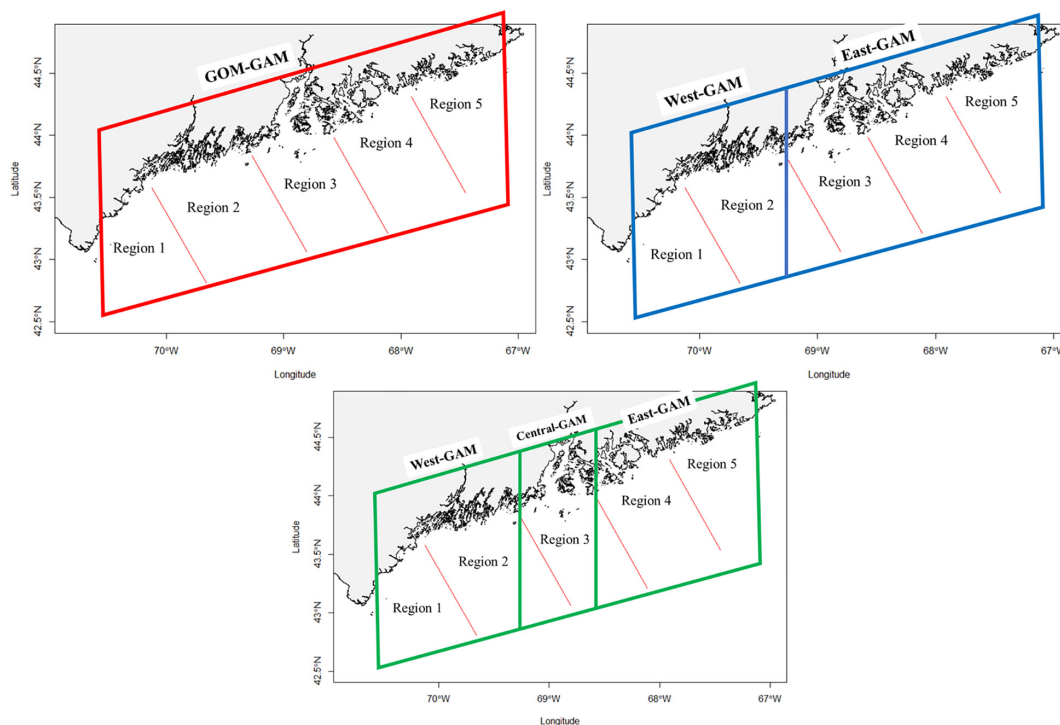 GOM-GAM
Region 5
Region 4
Region 3
Region 2
Region 1
44.5°N
44°N
43.5°N
43°N
42.5°N
Latitude
70°W
69°W
68°W
67°W
Longitude
East-GAM
West-GAM
Region 5
Region 4
Region 3
Region 2
Region 1
44.5°N
44°N
43.5°N
43°N
42.5°N
Latitude
70°W
69°W
68°W
67°W
Longitude
East-GAM
Central-GAM
West-GAM
Region 5
Region 4
Region 3
Region 2
Region 1
44.5°N
44°N
43.5°N
43°N
42.5°N
Latitude
70°W
69°W
68°W
67°W
Longitude